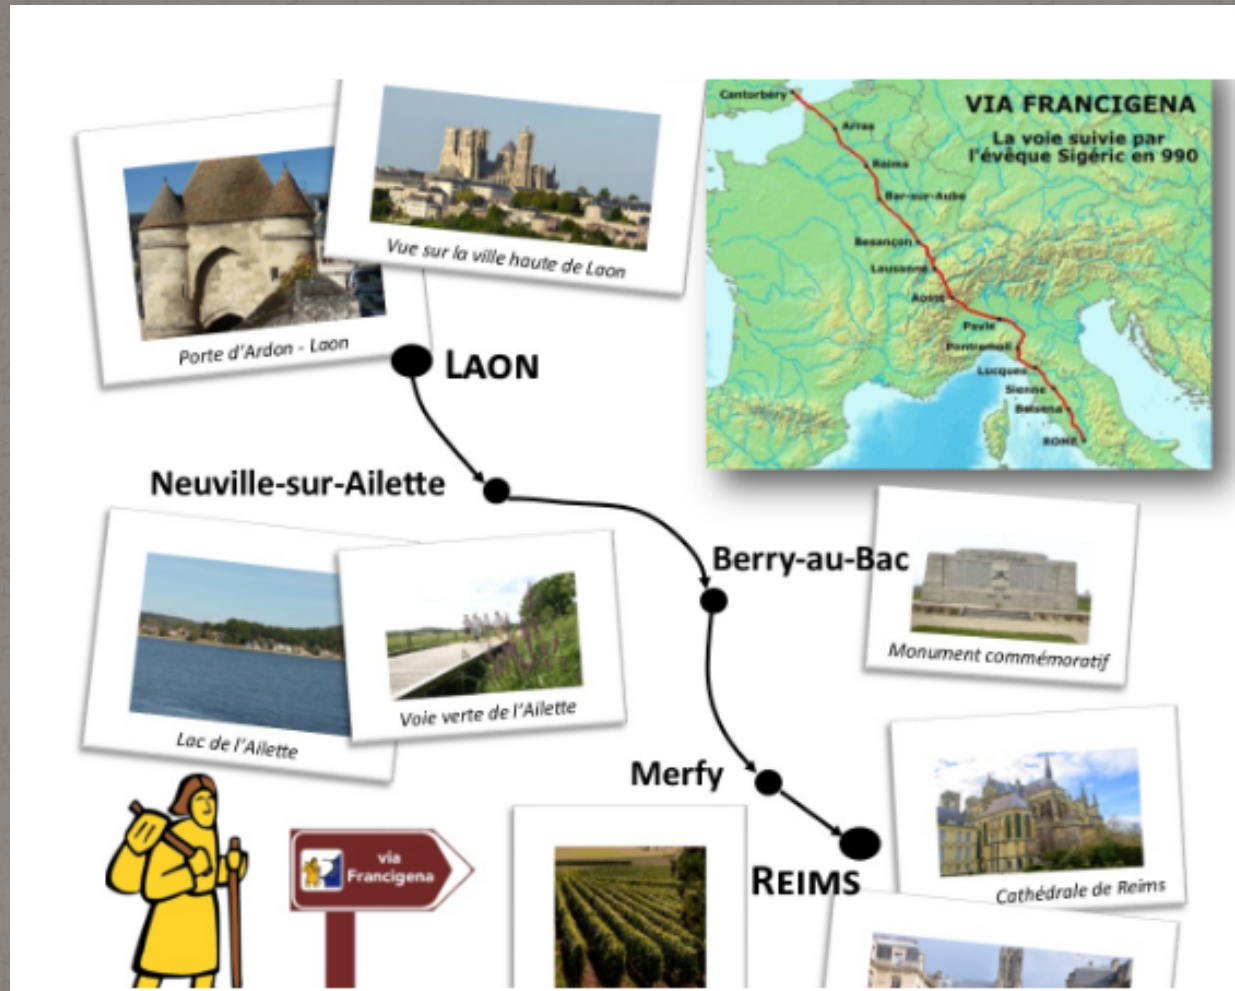 VIA FRANCIGENA
La voie suivie par
l'évêque Sigéric en 990
Cantorbéry
Arras
Reims
Bar-sur-Aube
Besançon
Lausanne
Aoste
Pavie
Pontremoli
Lucques
Sienne
Bolsena
ROME
Vue sur la ville haute de Laon
Porte d'Ardon - Laon
LAON
Neuville-sur-Ailette
Berry-au-Bac
Monument commémoratif
Voie verte de l'Ailette
Lac de l'Ailette
Merfy
via
Francigena
REIMS
Cathédrale de Reims